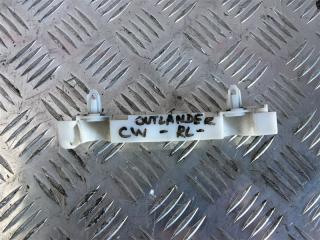 OUTLANDER
CW - RL -